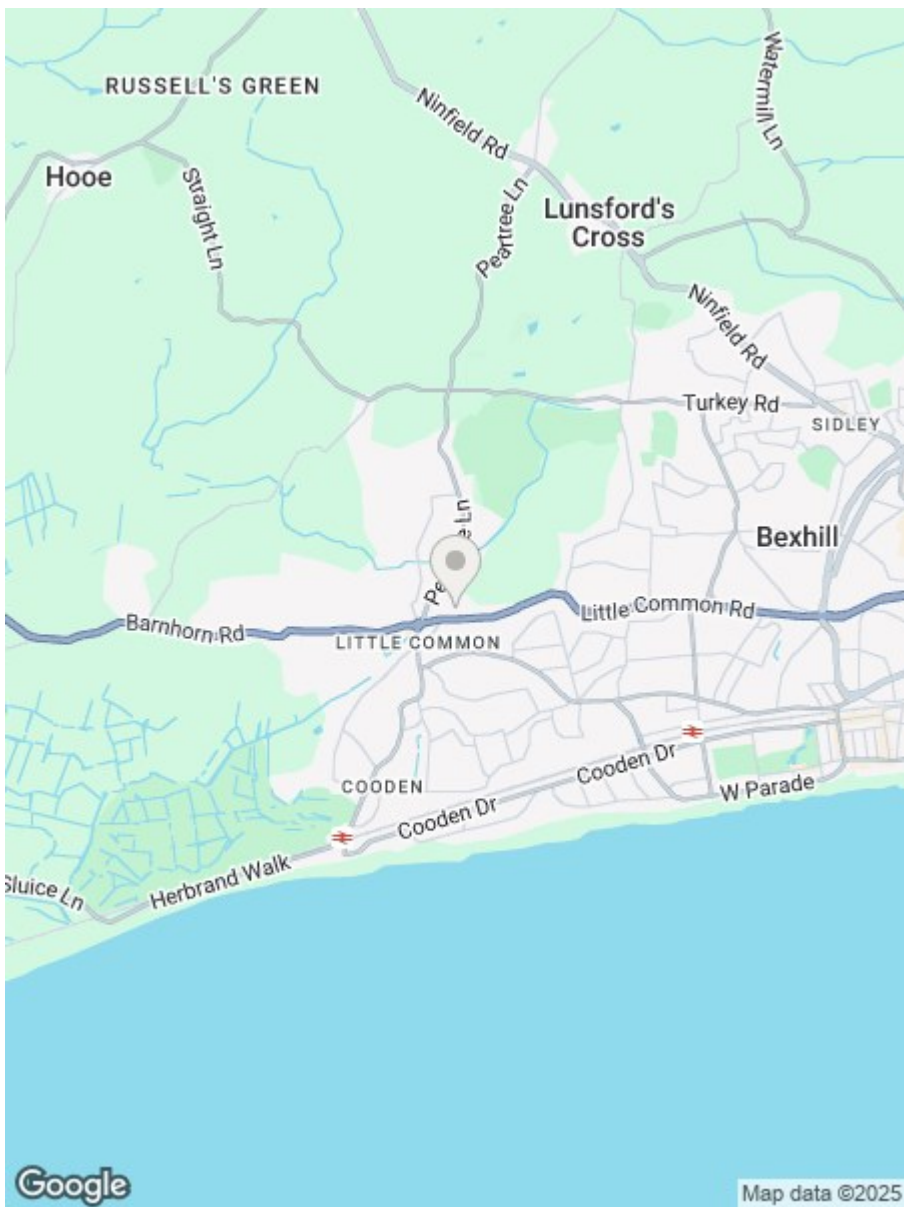 RUSSELL'S GREEN
Ninfield Rd
Watermill Ln
Hooe
Straight Ln
Peartree Ln
Lunsford's
Cross
Ninfield Rd
Turkey Rd
SIDLEY
Bexhill
Barnhorn Rd
Little Common Rd
LITTLE COMMON
COODEN
Cooden Dr
Cooden Dr
W Parade
Herbrand Walk
Sluice Ln
Google
Map data ©2025